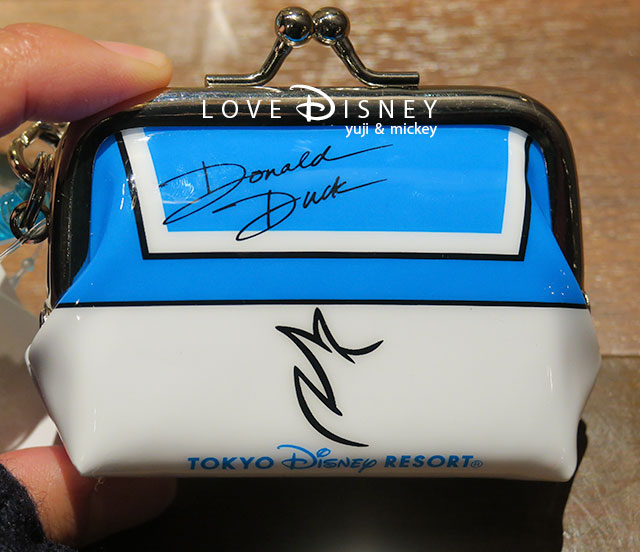 LOVE DISNEY
yuji & mickey
Donald
Duck
TOKYO Disney RESORT®